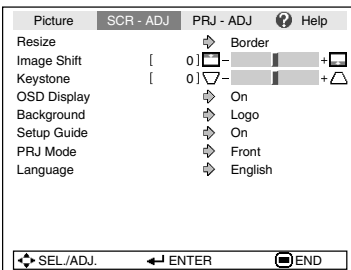 Picture SCR - ADJ PRJ - ADJ ? Help
Resize Border
Image Shift [ 0 ] – +
Keystone [ 0 ] – +
OSD Display On
Background Logo
Setup Guide On
PRJ Mode Front
Language English
SEL./ADJ. ENTER END